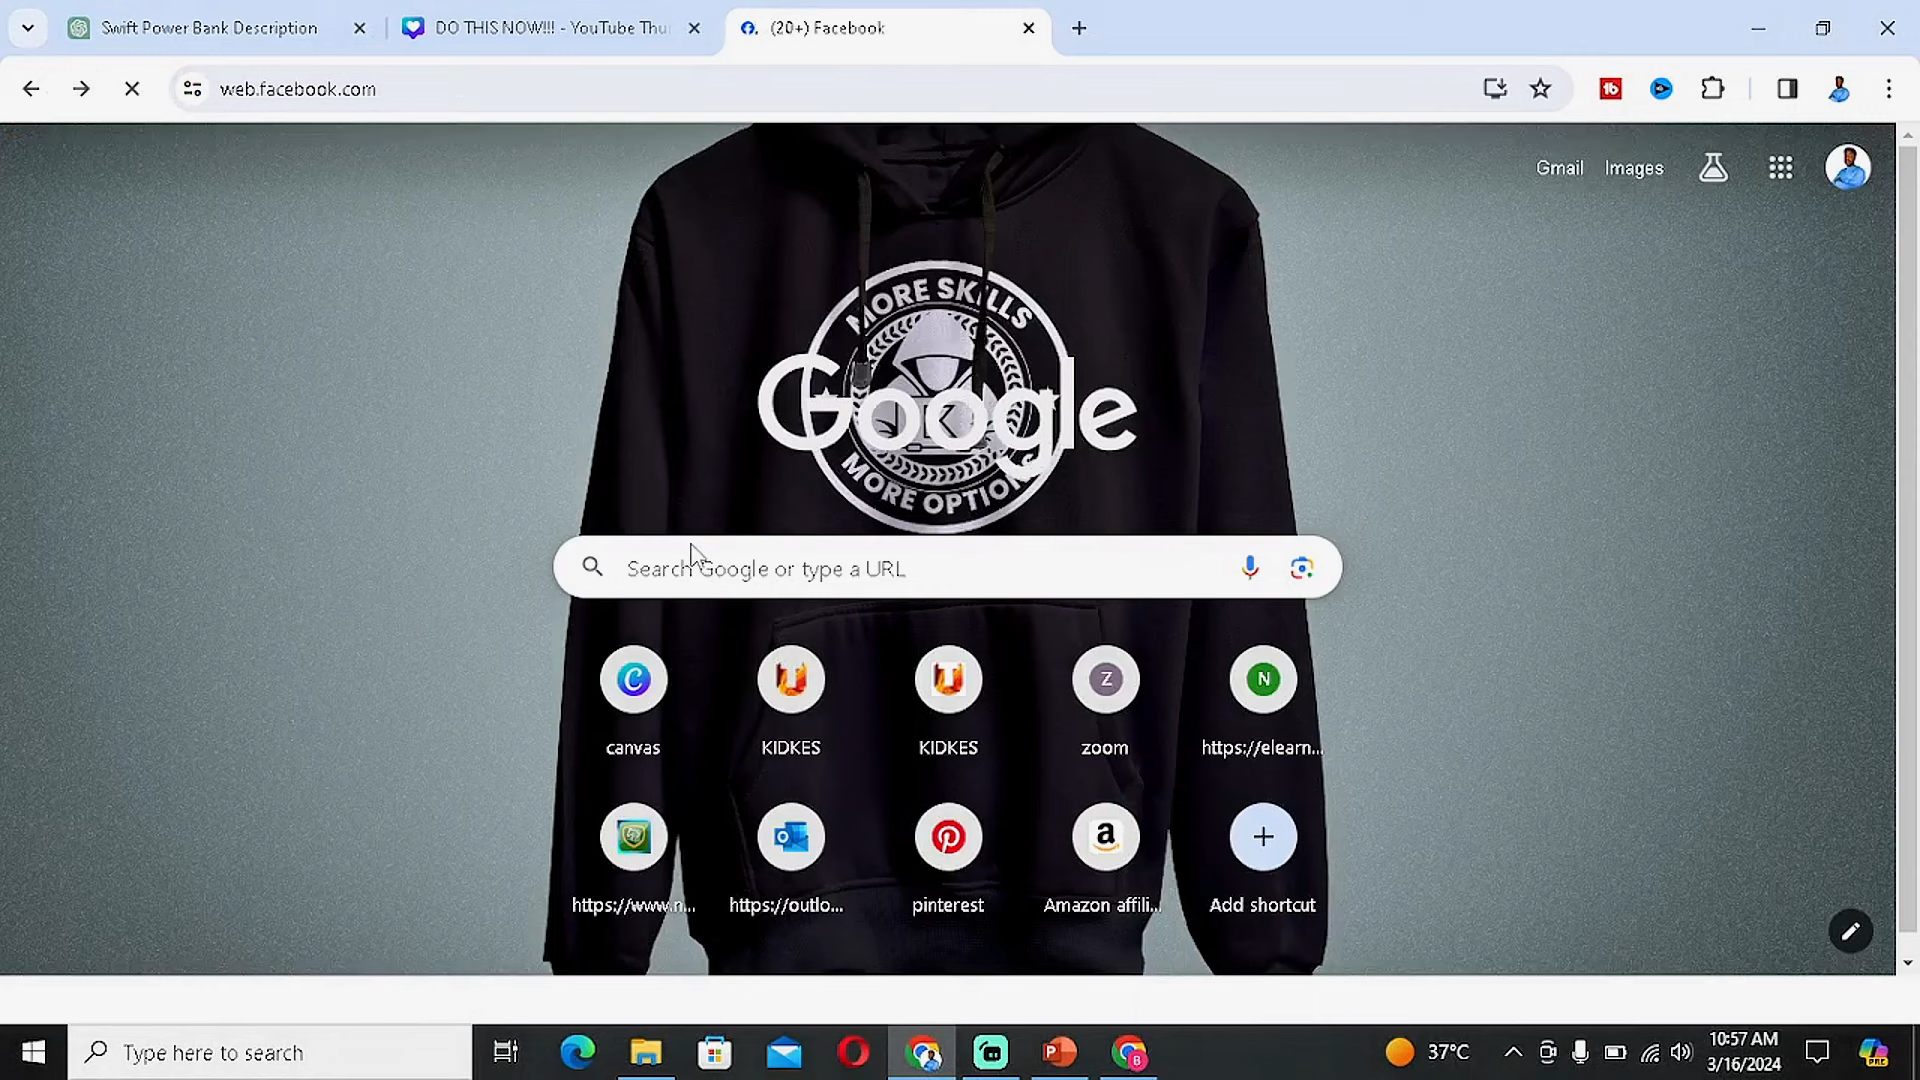 Swift Power Bank Description
DO THIS NOW!!! - YouTube Thu
(20+) Facebook
web.facebook.com
Gmail
Images
MORE SKILLS
Google
K
MORE OPTIONS
Search Google or type a URL
C
U
U
Z
N
canvas
KIDKES
KIDKES
zoom
https://elearn...
https://www.n...
https://outlo...
pinterest
Amazon affili...
Add shortcut
Type here to search
37°C
10:57 AM
3/16/2024